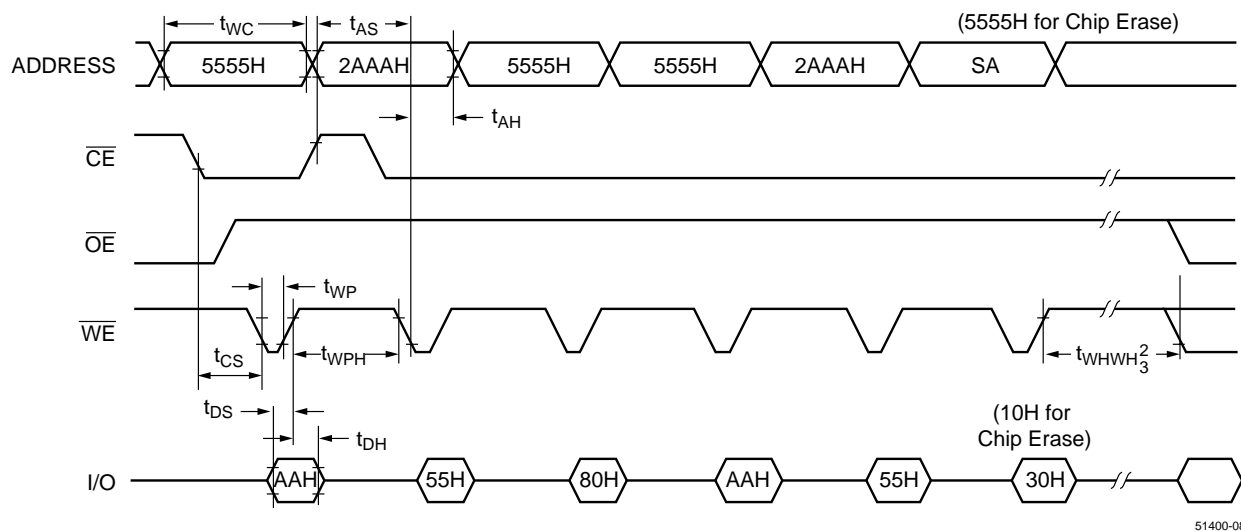 tWC
tAS
(5555H for Chip Erase)
ADDRESS
5555H
2AAAH
5555H
5555H
2AAAH
SA
tAH
CE
OE
tWP
WE
tCS
tWPH
tWHWH2
3
tDS
tDH
(10H for
Chip Erase)
I/O
AAH
55H
80H
AAH
55H
30H